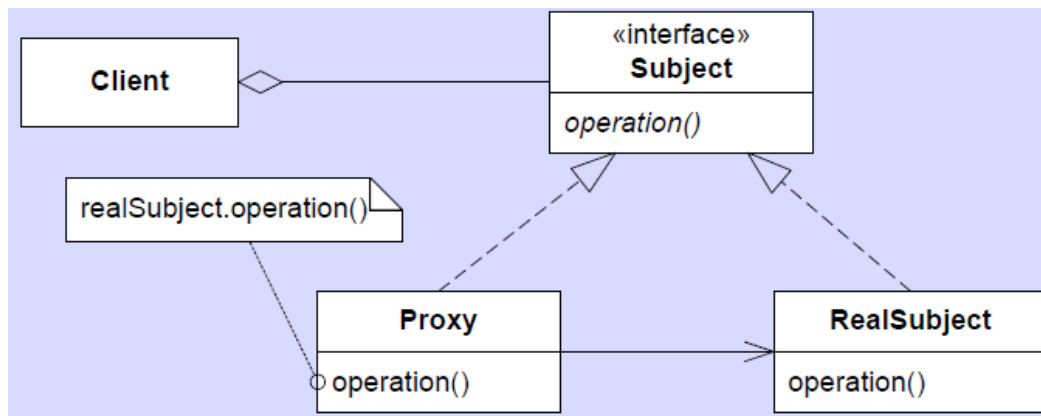 Client
«interface»
Subject
operation()
realSubject.operation()
Proxy
operation()
RealSubject
operation()